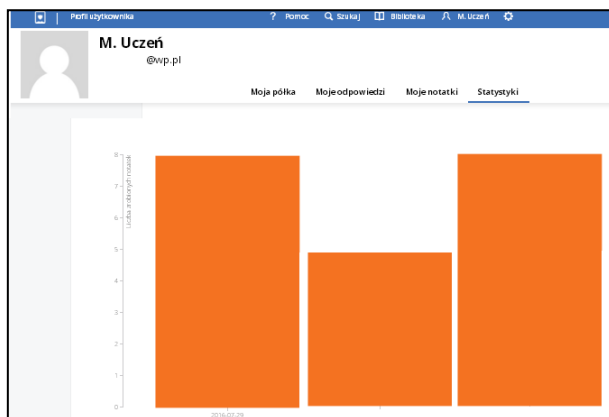 Profil użytkownika ? Pomoc Szukaj Biblioteka M. Uczeń
M. Uczeń
@wp.pl
Moja półka Moje odpowiedzi Moje notatki Statystyki
Liczba zrobionych notatek
8
7
6
5
4
3
2
1
0
2016-07-29